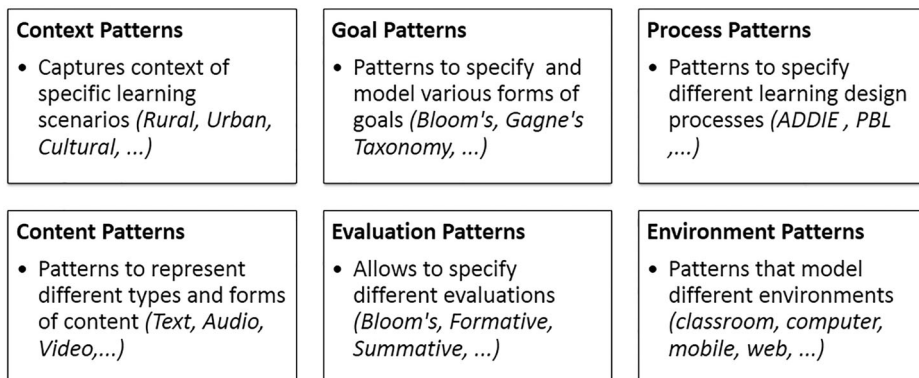 Context Patterns
• Captures context of
specific learning
scenarios (Rural, Urban,
Cultural, ...)
Goal Patterns
• Patterns to specify and
model various forms of
goals (Bloom's, Gagne's
Taxonomy, ...)
Process Patterns
• Patterns to specify
different learning design
processes (ADDIE , PBL
,...)
Content Patterns
• Patterns to represent
different types and forms
of content (Text, Audio,
Video,...)
Evaluation Patterns
• Allows to specify
different evaluations
(Bloom's, Formative,
Summative, ...)
Environment Patterns
• Patterns that model
different environments
(classroom, computer,
mobile, web, ...)